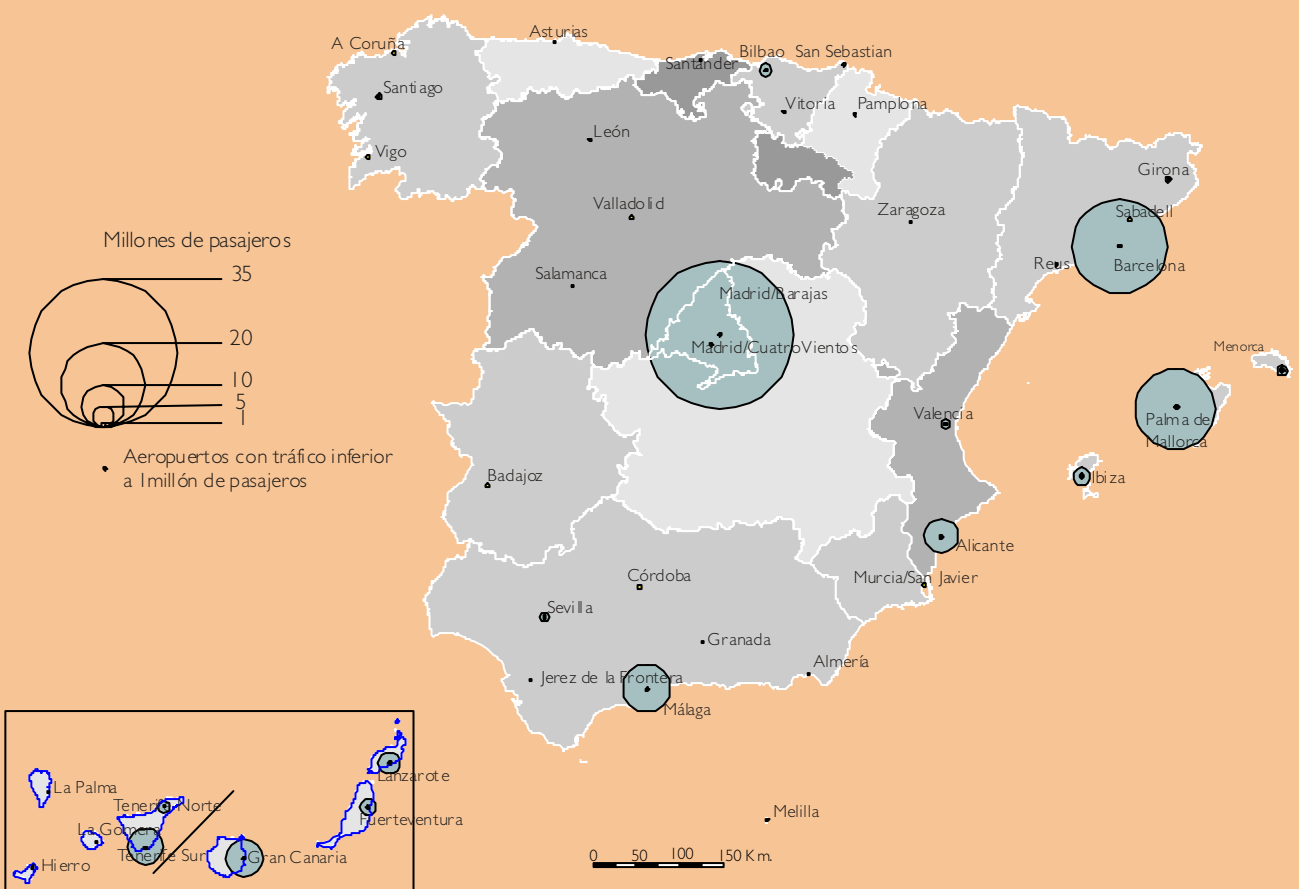 Asturias
A Coruña
Bilbao
San Sebastian
Santander
Santiago
Vitoria
Pamplona
León
Vigo
Girona
Valladolid
Zaragoza
Sabadell
Millones de pasajeros
35
Salamanca
Reus
Barcelona
Madrid/Barajas
20
Madrid/CuatroVientos
Menorca
10
5
1
Valencia
Palma de
Mallorca
Aeropuertos con tráfico inferior
a 1millón de pasajeros
Badajoz
Ibiza
Alicante
Córdoba
Murcia/San Javier
Sevilla
Granada
Almería
Jerez de la Frontera
Málaga
Lanzarote
La Palma
Tenerife Norte
Fuerteventura
Melilla
La Gomera
Tenerife Sur
Gran Canaria
Hierro
0 50 100 150 Km.